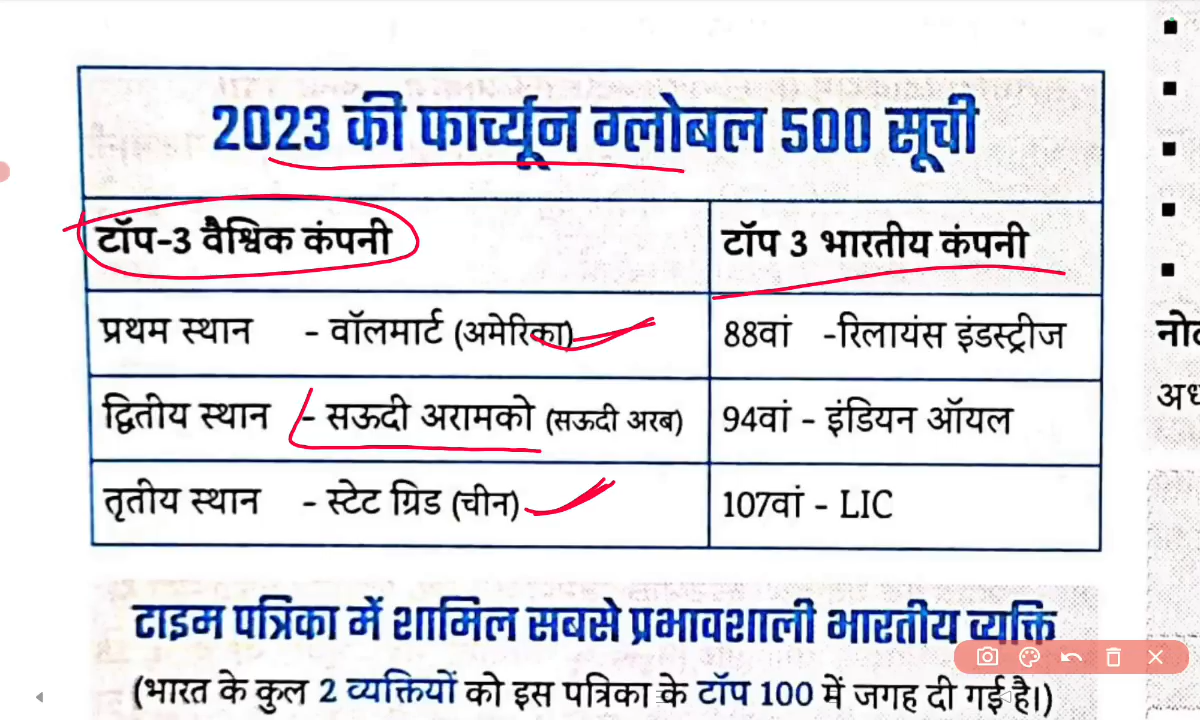 2023 की फार्च्यून ग्लोबल 500 सूची
टॉप-3 वैश्विक कंपनी
टॉप 3 भारतीय कंपनी
प्रथम स्थान - वॉलमार्ट (अमेरिका)
88वां -रिलायंस इंडस्ट्रीज
द्वितीय स्थान - सऊदी अरामको (सऊदी अरब)
94वां - इंडियन ऑयल
तृतीय स्थान - स्टेट ग्रिड (चीन)
107वां - LIC
टाइम पत्रिका में शामिल सबसे प्रभावशाली भारतीय व्यक्ति
(भारत के कुल 2 व्यक्तियों को इस पत्रिका के टॉप 100 में जगह दी गई है।)